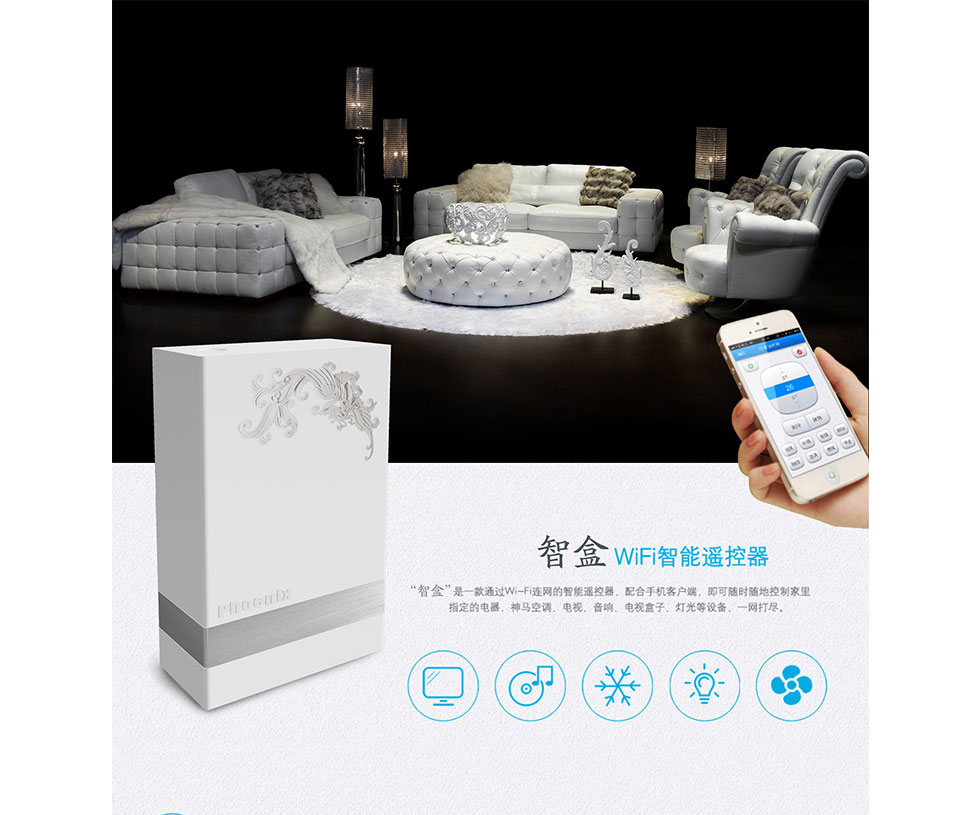 26
Phoenix
智盒 WiFi智能遥控器
“智盒”是一款通过Wi-Fi连网的智能遥控器，配合手机客户端，即可随时随地控制家里
指定的电器，神马空调、电视、音响、电视盒子、灯光等设备，一网打尽。